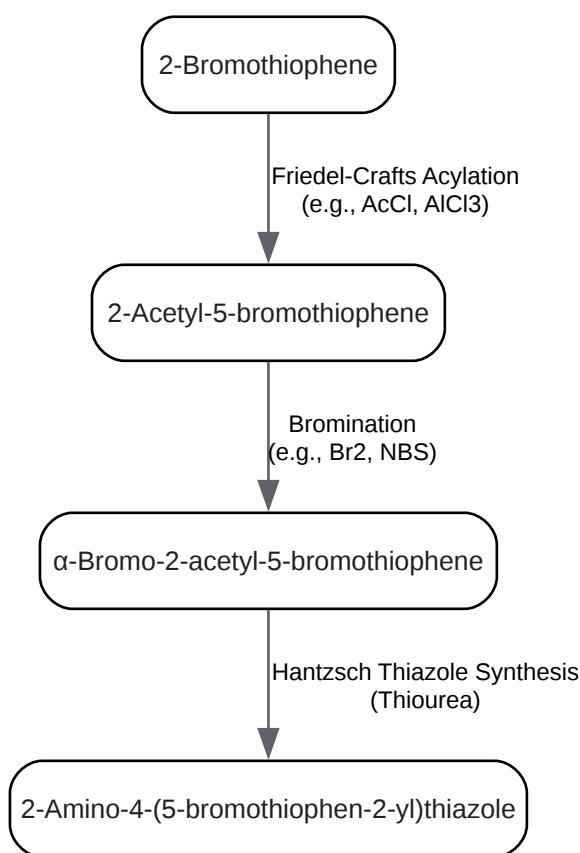 2-Bromothiophene
Friedel-Crafts Acylation
(e.g., AcCl, AlCl3)
2-Acetyl-5-bromothiophene
Bromination
(e.g., Br2, NBS)
α-Bromo-2-acetyl-5-bromothiophene
Hantzsch Thiazole Synthesis
(Thiourea)
2-Amino-4-(5-bromothiophen-2-yl)thiazole